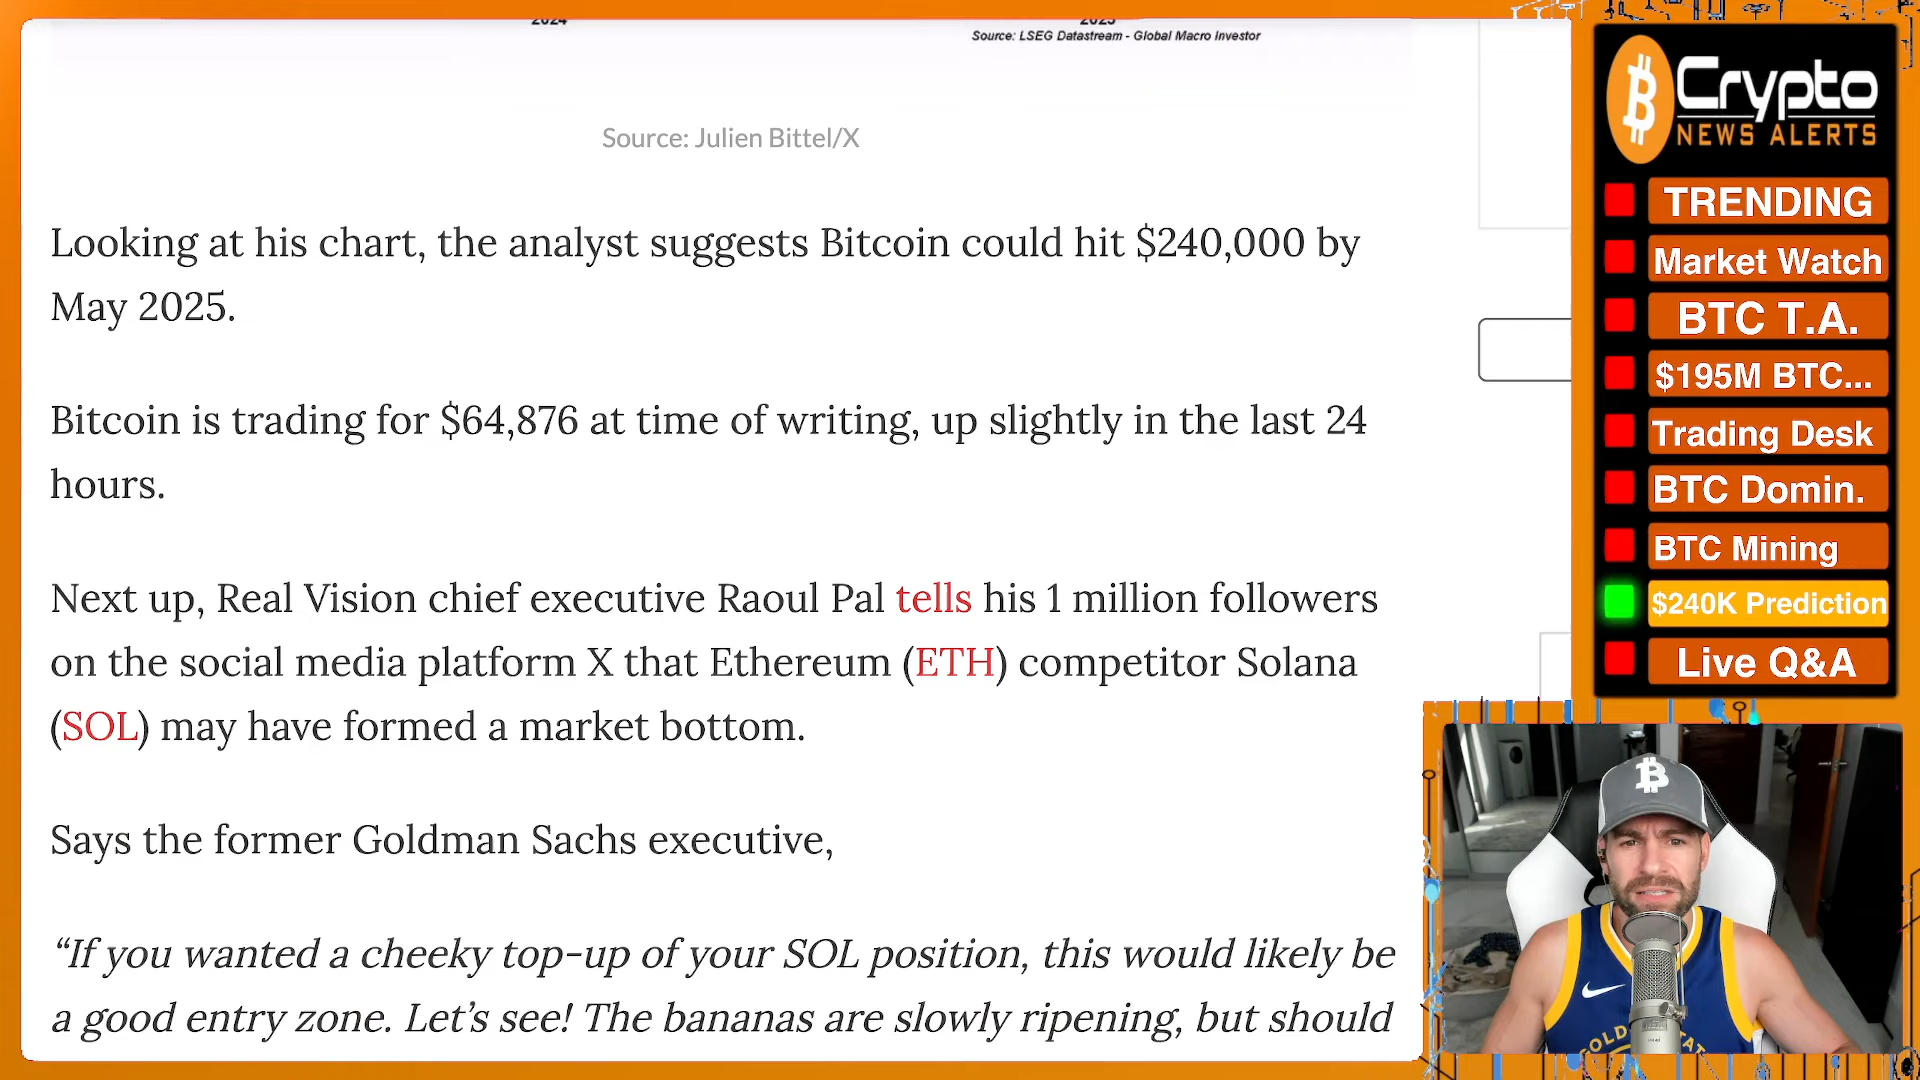 2024 2025
Source: LSEG Datastream - Global Macro Investor
Source: Julien Bittel/X
Looking at his chart, the analyst suggests Bitcoin could hit $240,000 by
May 2025.
Bitcoin is trading for $64,876 at time of writing, up slightly in the last 24
hours.
Next up, Real Vision chief executive Raoul Pal tells his 1 million followers
on the social media platform X that Ethereum (ETH) competitor Solana
(SOL) may have formed a market bottom.
Says the former Goldman Sachs executive,
“If you wanted a cheeky top-up of your SOL position, this would likely be
a good entry zone. Let’s see! The bananas are slowly ripening, but should
Crypto
NEWS ALERTS
TRENDING
Market Watch
BTC T.A.
$195M BTC...
Trading Desk
BTC Domin.
BTC Mining
$240K Prediction
Live Q&A